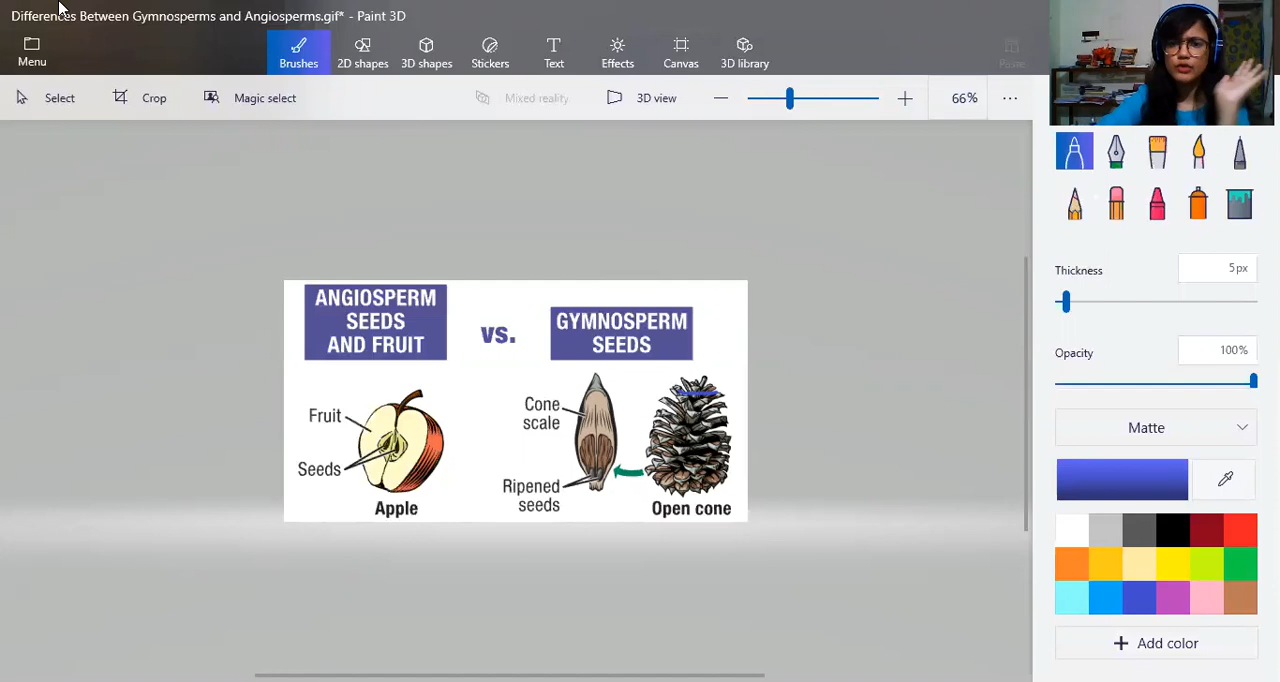 Differences Between Gymnosperms and Angiosperms.gif* - Paint 3D
Menu
Brushes
2D shapes
3D shapes
Stickers
Text
Effects
Canvas
3D library
Paste
Select
Crop
Magic select
Mixed reality
3D view
66%
ANGIOSPERM
SEEDS
AND FRUIT
vs.
GYMNOSPERM
SEEDS
Fruit
Seeds
Apple
Cone
scale
Ripened
seeds
Open cone
Thickness
5px
Opacity
100%
Matte
Add color